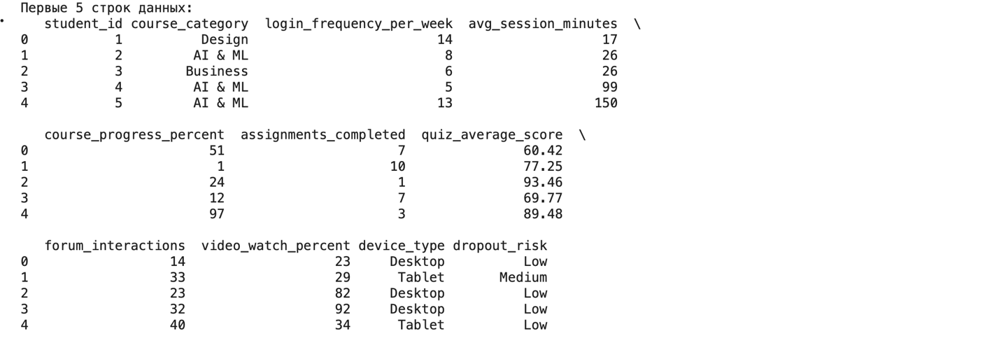 Первые 5 строк данных:
student_id course_category login_frequency_per_week avg_session_minutes \
0 1 Design 14 17
1 2 AI & ML 8 26
2 3 Business 6 26
3 4 AI & ML 5 99
4 5 AI & ML 13 150
course_progress_percent assignments_completed quiz_average_score \
0 51 7 60.42
1 1 10 77.25
2 24 1 93.46
3 12 7 69.77
4 97 3 89.48
forum_interactions video_watch_percent device_type dropout_risk
0 14 23 Desktop Low
1 33 29 Tablet Medium
2 23 82 Desktop Low
3 32 92 Desktop Low
4 40 34 Tablet Low